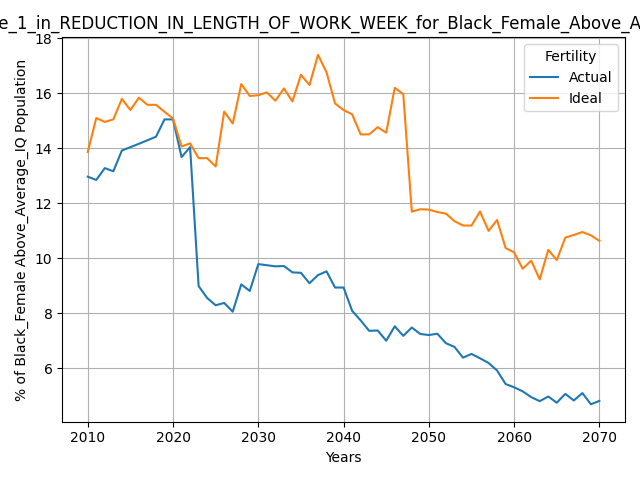 e_1_in_REDUCTION_IN_LENGTH_OF_WORK_WEEK_for_Black_Female_Above_A
18
16
14
12
10
8
6
% of Black_Female Above_Average_IQ Population
Fertility
Actual
Ideal
2010 2020 2030 2040 2050 2060 2070
Years